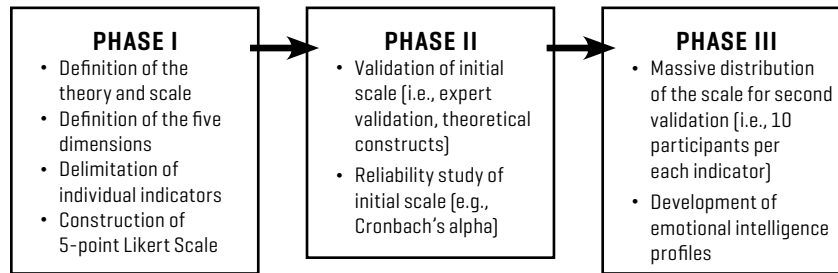 PHASE I
• Definition of the
theory and scale
• Definition of the five
dimensions
• Delimitation of
individual indicators
• Construction of
5-point Likert Scale
PHASE II
• Validation of initial
scale (i.e., expert
validation, theoretical
constructs)
• Reliability study of
initial scale (e.g.,
Cronbach's alpha)
PHASE III
• Massive distribution
of the scale for second
validation (i.e., 10
participants per
each indicator)
• Development of
emotional intelligence
profiles